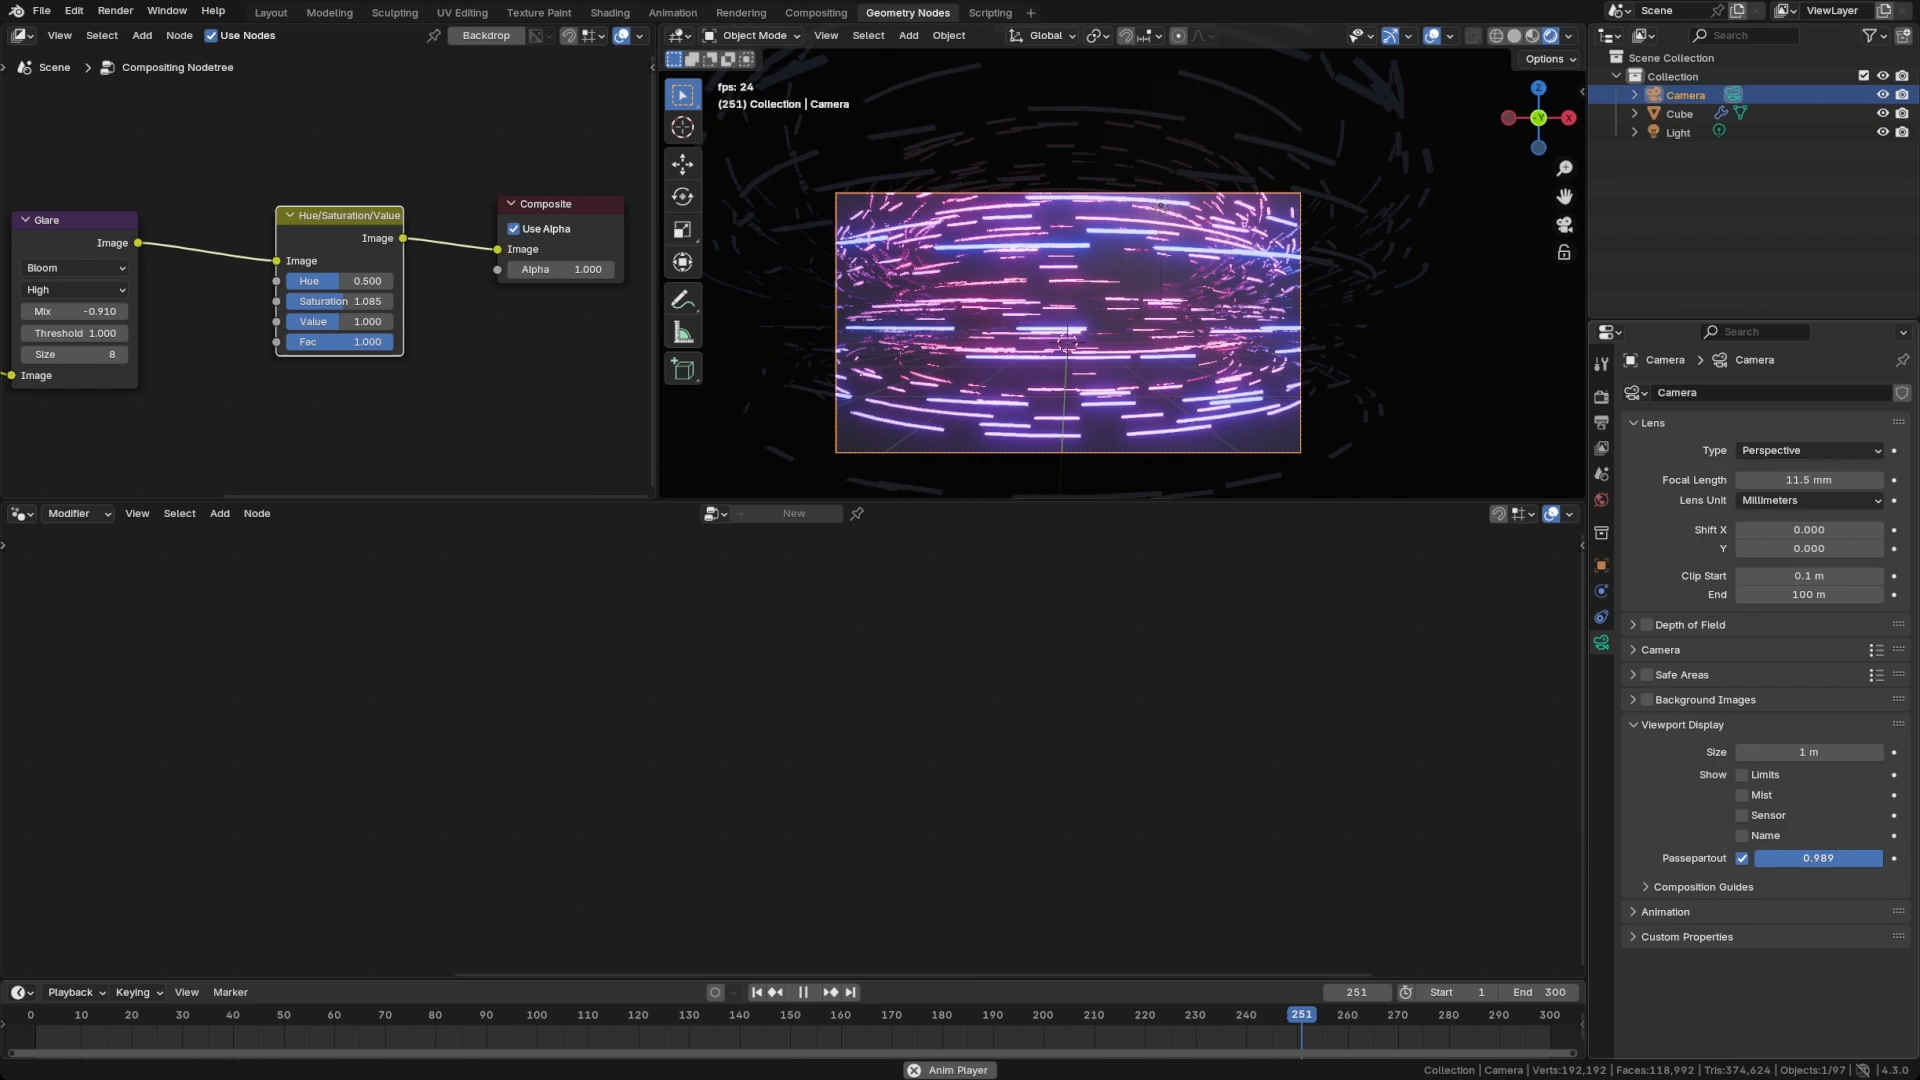 File Edit Render Window Help Layout Modeling Sculpting UV Editing Texture Paint Shading Animation Rendering Compositing Geometry Nodes Scripting + Scene ViewLayer
View Select Add Node Use Nodes Backdrop
Object Mode View Select Add Object Global
Search
Scene > Compositing Nodetree
Options
fps: 24
(251) Collection | Camera
Z
-Y
X
Scene Collection
Collection
Camera
Cube
Light
Glare
Image
Bloom
High
Mix -0.910
Threshold 1.000
Size 8
Image
Hue/Saturation/Value
Image
Image
Hue 0.500
Saturation 1.085
Value 1.000
Fac 1.000
Composite
Use Alpha
Image
Alpha 1.000
Search
Camera > Camera
Camera
Lens
Type Perspective
Focal Length 11.5 mm
Lens Unit Millimeters
Shift X 0.000
Y 0.000
Clip Start 0.1 m
End 100 m
Depth of Field
Camera
Safe Areas
Background Images
Viewport Display
Size 1 m
Show Limits
Mist
Sensor
Name
Passepartout 0.989
Composition Guides
Animation
Custom Properties
Modifier View Select Add Node
New
Playback Keying View Marker
251 Start 1 End 300
0 10 20 30 40 50 60 70 80 90 100 110 120 130 140 150 160 170 180 190 200 210 220 230 240 251 260 270 280 290 300
Anim Player
Collection | Camera | Verts:192,192 | Faces:118,992 | Tris:374,624 | Objects:1/97 | 4.3.0